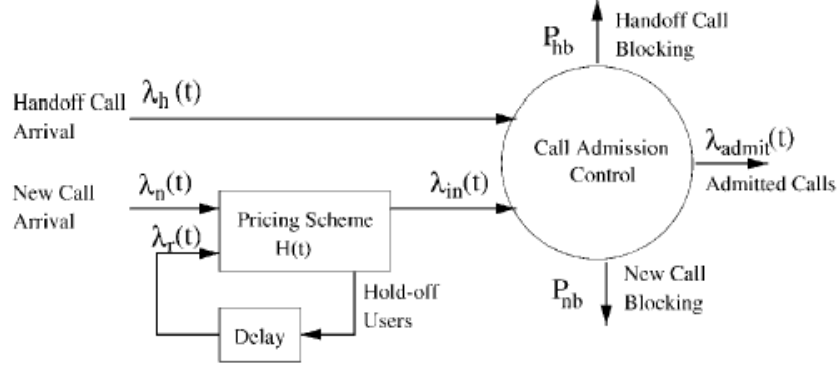 P_hb
Handoff Call
Blocking
Handoff Call
Arrival
λ_h (t)
Call Admission
Control
λ_admit(t)
Admitted Calls
New Call
Arrival
λ_n(t)
λ_r(t)
Pricing Scheme
H(t)
λ_in(t)
Hold-off
Users
Delay
P_nb
New Call
Blocking